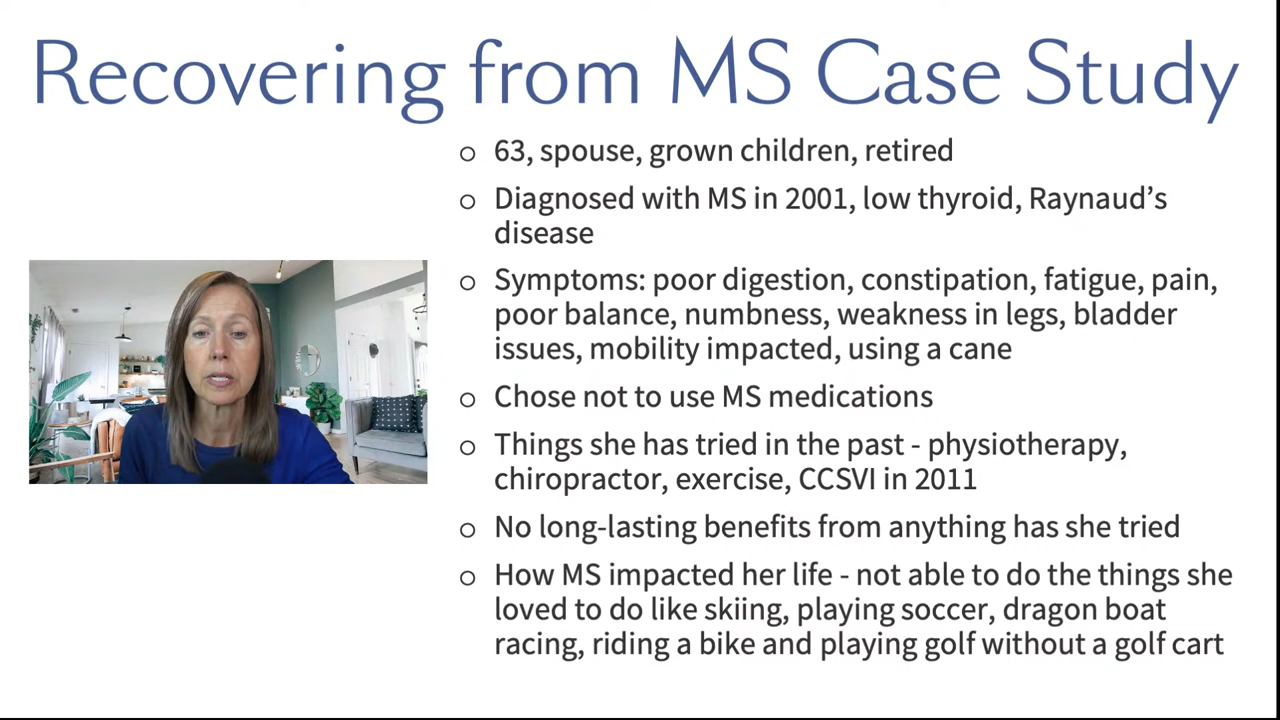 Recovering from MS Case Study
○ 63, spouse, grown children, retired
○ Diagnosed with MS in 2001, low thyroid, Raynaud’s
disease
○ Symptoms: poor digestion, constipation, fatigue, pain,
poor balance, numbness, weakness in legs, bladder
issues, mobility impacted, using a cane
○ Chose not to use MS medications
○ Things she has tried in the past - physiotherapy,
chiropractor, exercise, CCSVI in 2011
○ No long-lasting benefits from anything has she tried
○ How MS impacted her life - not able to do the things she
loved to do like skiing, playing soccer, dragon boat
racing, riding a bike and playing golf without a golf cart